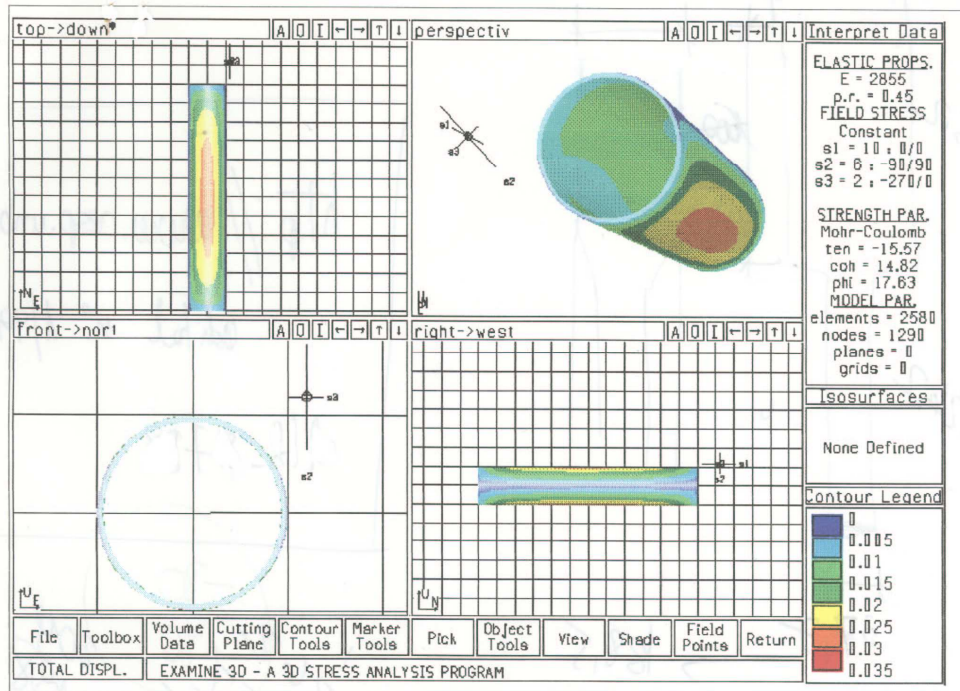 top->down*
A O I ← → ↑ ↓
perspectiv
A O I ← → ↑ ↓
Interpret Data
ELASTIC PROPS.
E = 2855
p.r. = 0.45
FIELD STRESS
Constant
s1 = 10 : 0/0
s2 = 6 : -90/90
s3 = 2 : -270/0
STRENGTH PAR.
Mohr-Coulomb
ten = -15.57
coh = 14.82
phi = 17.63
MODEL PAR.
elements = 2580
nodes = 1290
planes = 0
grids = 0
Isosurfaces
None Defined
Contour Legend
0
0.005
0.01
0.015
0.02
0.025
0.03
0.035
s1
s3
s2
N
E
front->nort
A O I ← → ↑ ↓
right->west
A O I ← → ↑ ↓
s3
s2
s1
s2
U
E
U
N
File
Toolbox
Volume Data
Cutting Plane
Contour Tools
Marker Tools
Pick
Object Tools
View
Shade
Field Points
Return
TOTAL DISPL.
EXAMINE 3D - A 3D STRESS ANALYSIS PROGRAM